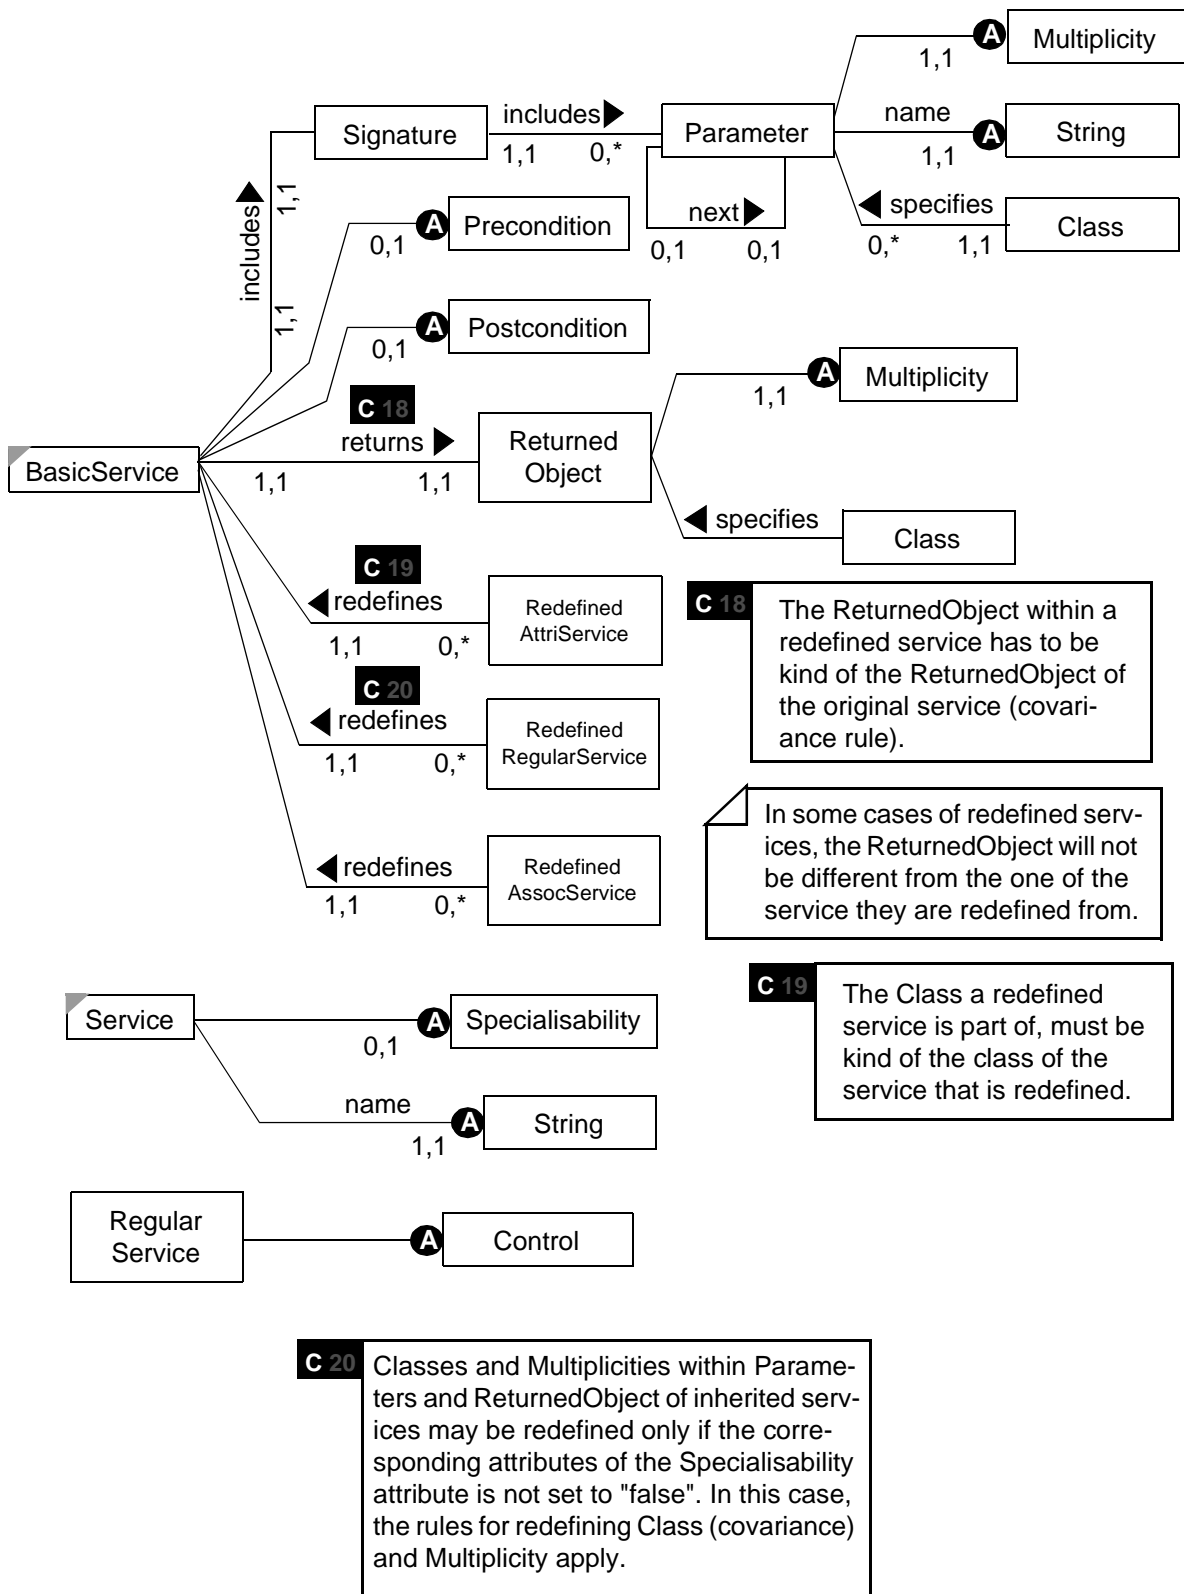 A
Multiplicity
1,1
Signature
includes
1,1
0,*
Parameter
name
A
String
1,1
next
0,1
0,1
specifies
0,*
1,1
Class
includes
1,1
1,1
A
Precondition
0,1
A
Postcondition
0,1
C 18
returns
1,1
1,1
BasicService
Returned
Object
A
Multiplicity
1,1
specifies
Class
C 19
redefines
1,1
0,*
Redefined
AttriService
C 20
redefines
1,1
0,*
Redefined
RegularService
redefines
1,1
0,*
Redefined
AssocService
C 18
The ReturnedObject within a
redefined service has to be
kind of the ReturnedObject of
the original service (covari-
ance rule).
In some cases of redefined serv-
ices, the ReturnedObject will not
be different from the one of the
service they are redefined from.
C 19
The Class a redefined
service is part of, must be
kind of the class of the
service that is redefined.
Service
A
Specialisability
0,1
name
A
String
1,1
Regular
Service
A
Control
C 20
Classes and Multiplicities within Parame-
ters and ReturnedObject of inherited serv-
ices may be redefined only if the corre-
sponding attributes of the Specialisability
attribute is not set to "false". In this case,
the rules for redefining Class (covariance)
and Multiplicity apply.